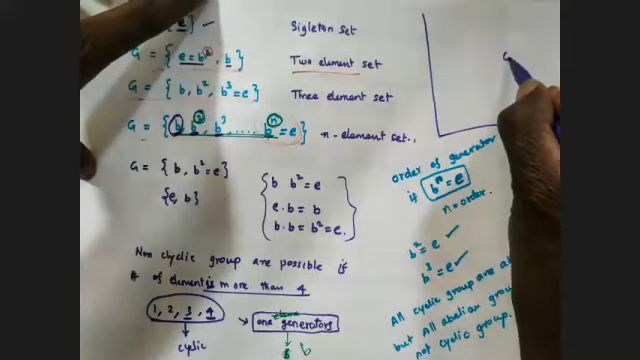 { e } Sigleton set
G = { e = b², b } Two element set
G = { b, b², b³ = e } Three element set
G = { b, b², b³, ..... bⁿ = e } n-element set..
G = { b, b² = e }
{e, b}
b b² = e
e . b = b
b . b = b² = e.
Non cyclic group are possible if
# of element is more than 4
1, 2, 3, 4 → one generators
cyclic
b
order of generator
if bⁿ = e
n = order.
b² = e
b³ = e
All cyclic group are
but All abelian
not cyclic group.